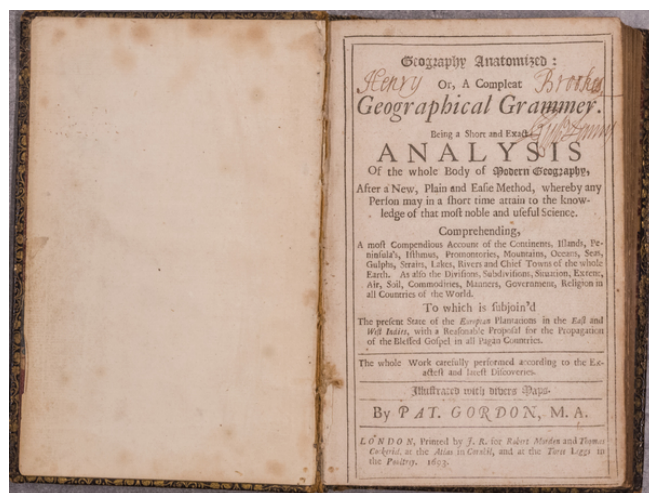 Geography Anatomized:
Henry Or, A Compleat Brookes
Geographical Grammer.
Being a Short and Exact
ANALYSIS
Of the whole Body of Modern Geography,
After a New, Plain and Easie Method, whereby any
Person may in a short time attain to the know-
ledge of that most noble and useful Science.
Comprehending,
A most Compendious Account of the Continents, Islands, Pe-
ninsula's, Isthmus, Promontories, Mountains, Oceans, Seas,
Gulphs, Straits, Lakes, Rivers and Chief Towns of the whole
Earth. As also the Divisions, Subdivisions, Situation, Extent,
Air, Soil, Commodities, Manners, Government, Religion in
all Countries of the World.
To which is subjoin'd
The present State of the European Plantations in the East and
West Indies, with a Reasonable Proposal for the Propagation
of the Blessed Gospel in all Pagan Countries.
The whole Work carefully performed according to the Ex-
actest and latest Discoveries.
Illustrated with divers Maps.
By PAT. GORDON, M. A.
LONDON, Printed by J. R. for Robert Morden and Thomas
Cockerid, at the Atlas in Cornhil, and at the Three Leggs in
the Poultrey. 1693.